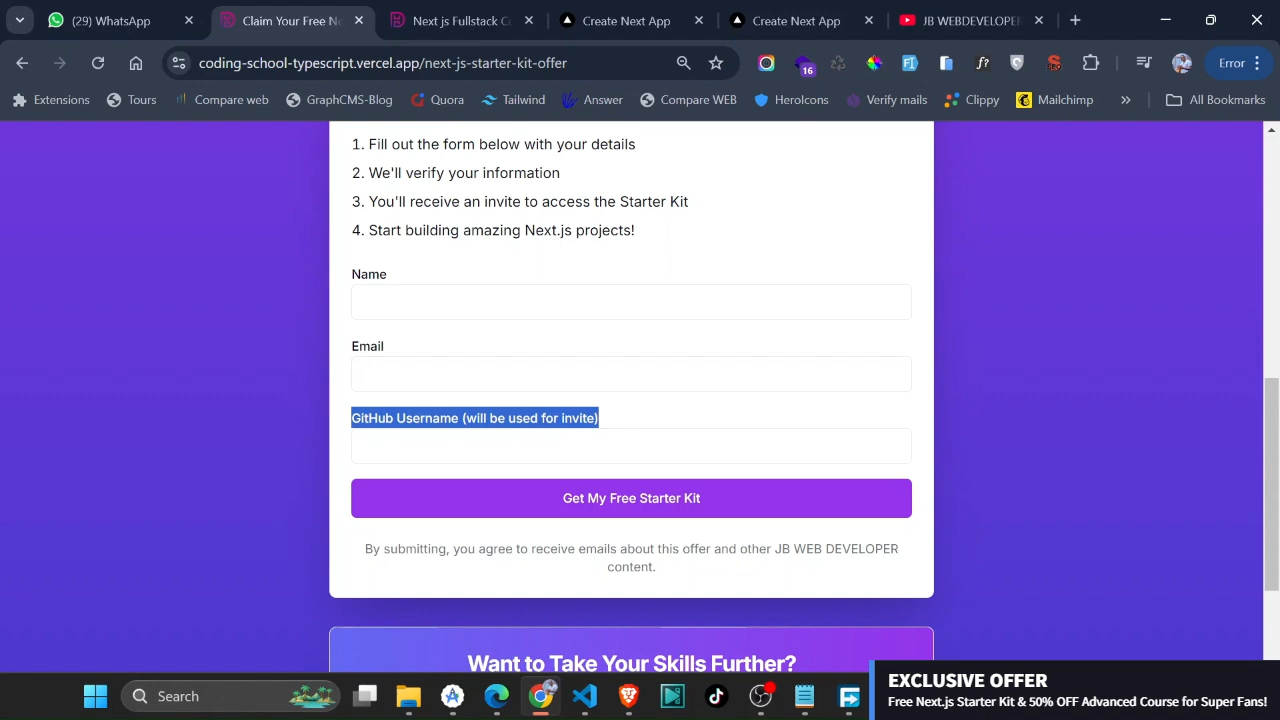 (29) WhatsApp
Claim Your Free Ne
Next js Fullstack Co
Create Next App
Create Next App
JB WEBDEVELOPER
coding-school-typescript.vercel.app/next-js-starter-kit-offer
16
f?
SEO
Error
Extensions
Tours
Compare web
GraphCMS-Blog
Quora
Tailwind
Answer
Compare WEB
HeroIcons
Verify mails
Clippy
Mailchimp
All Bookmarks
1. Fill out the form below with your details
2. We'll verify your information
3. You'll receive an invite to access the Starter Kit
4. Start building amazing Next.js projects!
Name
Email
GitHub Username (will be used for invite)
Get My Free Starter Kit
By submitting, you agree to receive emails about this offer and other JB WEB DEVELOPER
content.
Want to Take Your Skills Further?
Search
EXCLUSIVE OFFER
Free Next.js Starter Kit & 50% OFF Advanced Course for Super Fans!